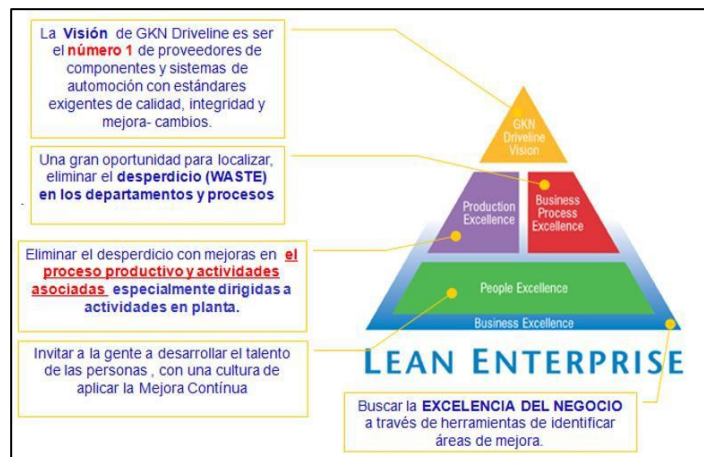 La Visión de GKN Driveline es ser
el número 1 de proveedores de
componentes y sistemas de
automoción con estándares
exigentes de calidad, integridad y
mejora- cambios.
Una gran oportunidad para localizar,
eliminar el desperdicio (WASTE)
en los departamentos y procesos
Eliminar el desperdicio con mejoras en el
proceso productivo y actividades
asociadas especialmente dirigidas a
actividades en planta.
Invitar a la gente a desarrollar el talento
de las personas , con una cultura de
aplicar la Mejora Contínua
GKN
Driveline
Vision
Production
Excellence
Business
Process
Excellence
People Excellence
Business Excellence
LEAN ENTERPRISE
Buscar la EXCELENCIA DEL NEGOCIO
a través de herramientas de identificar
áreas de mejora.